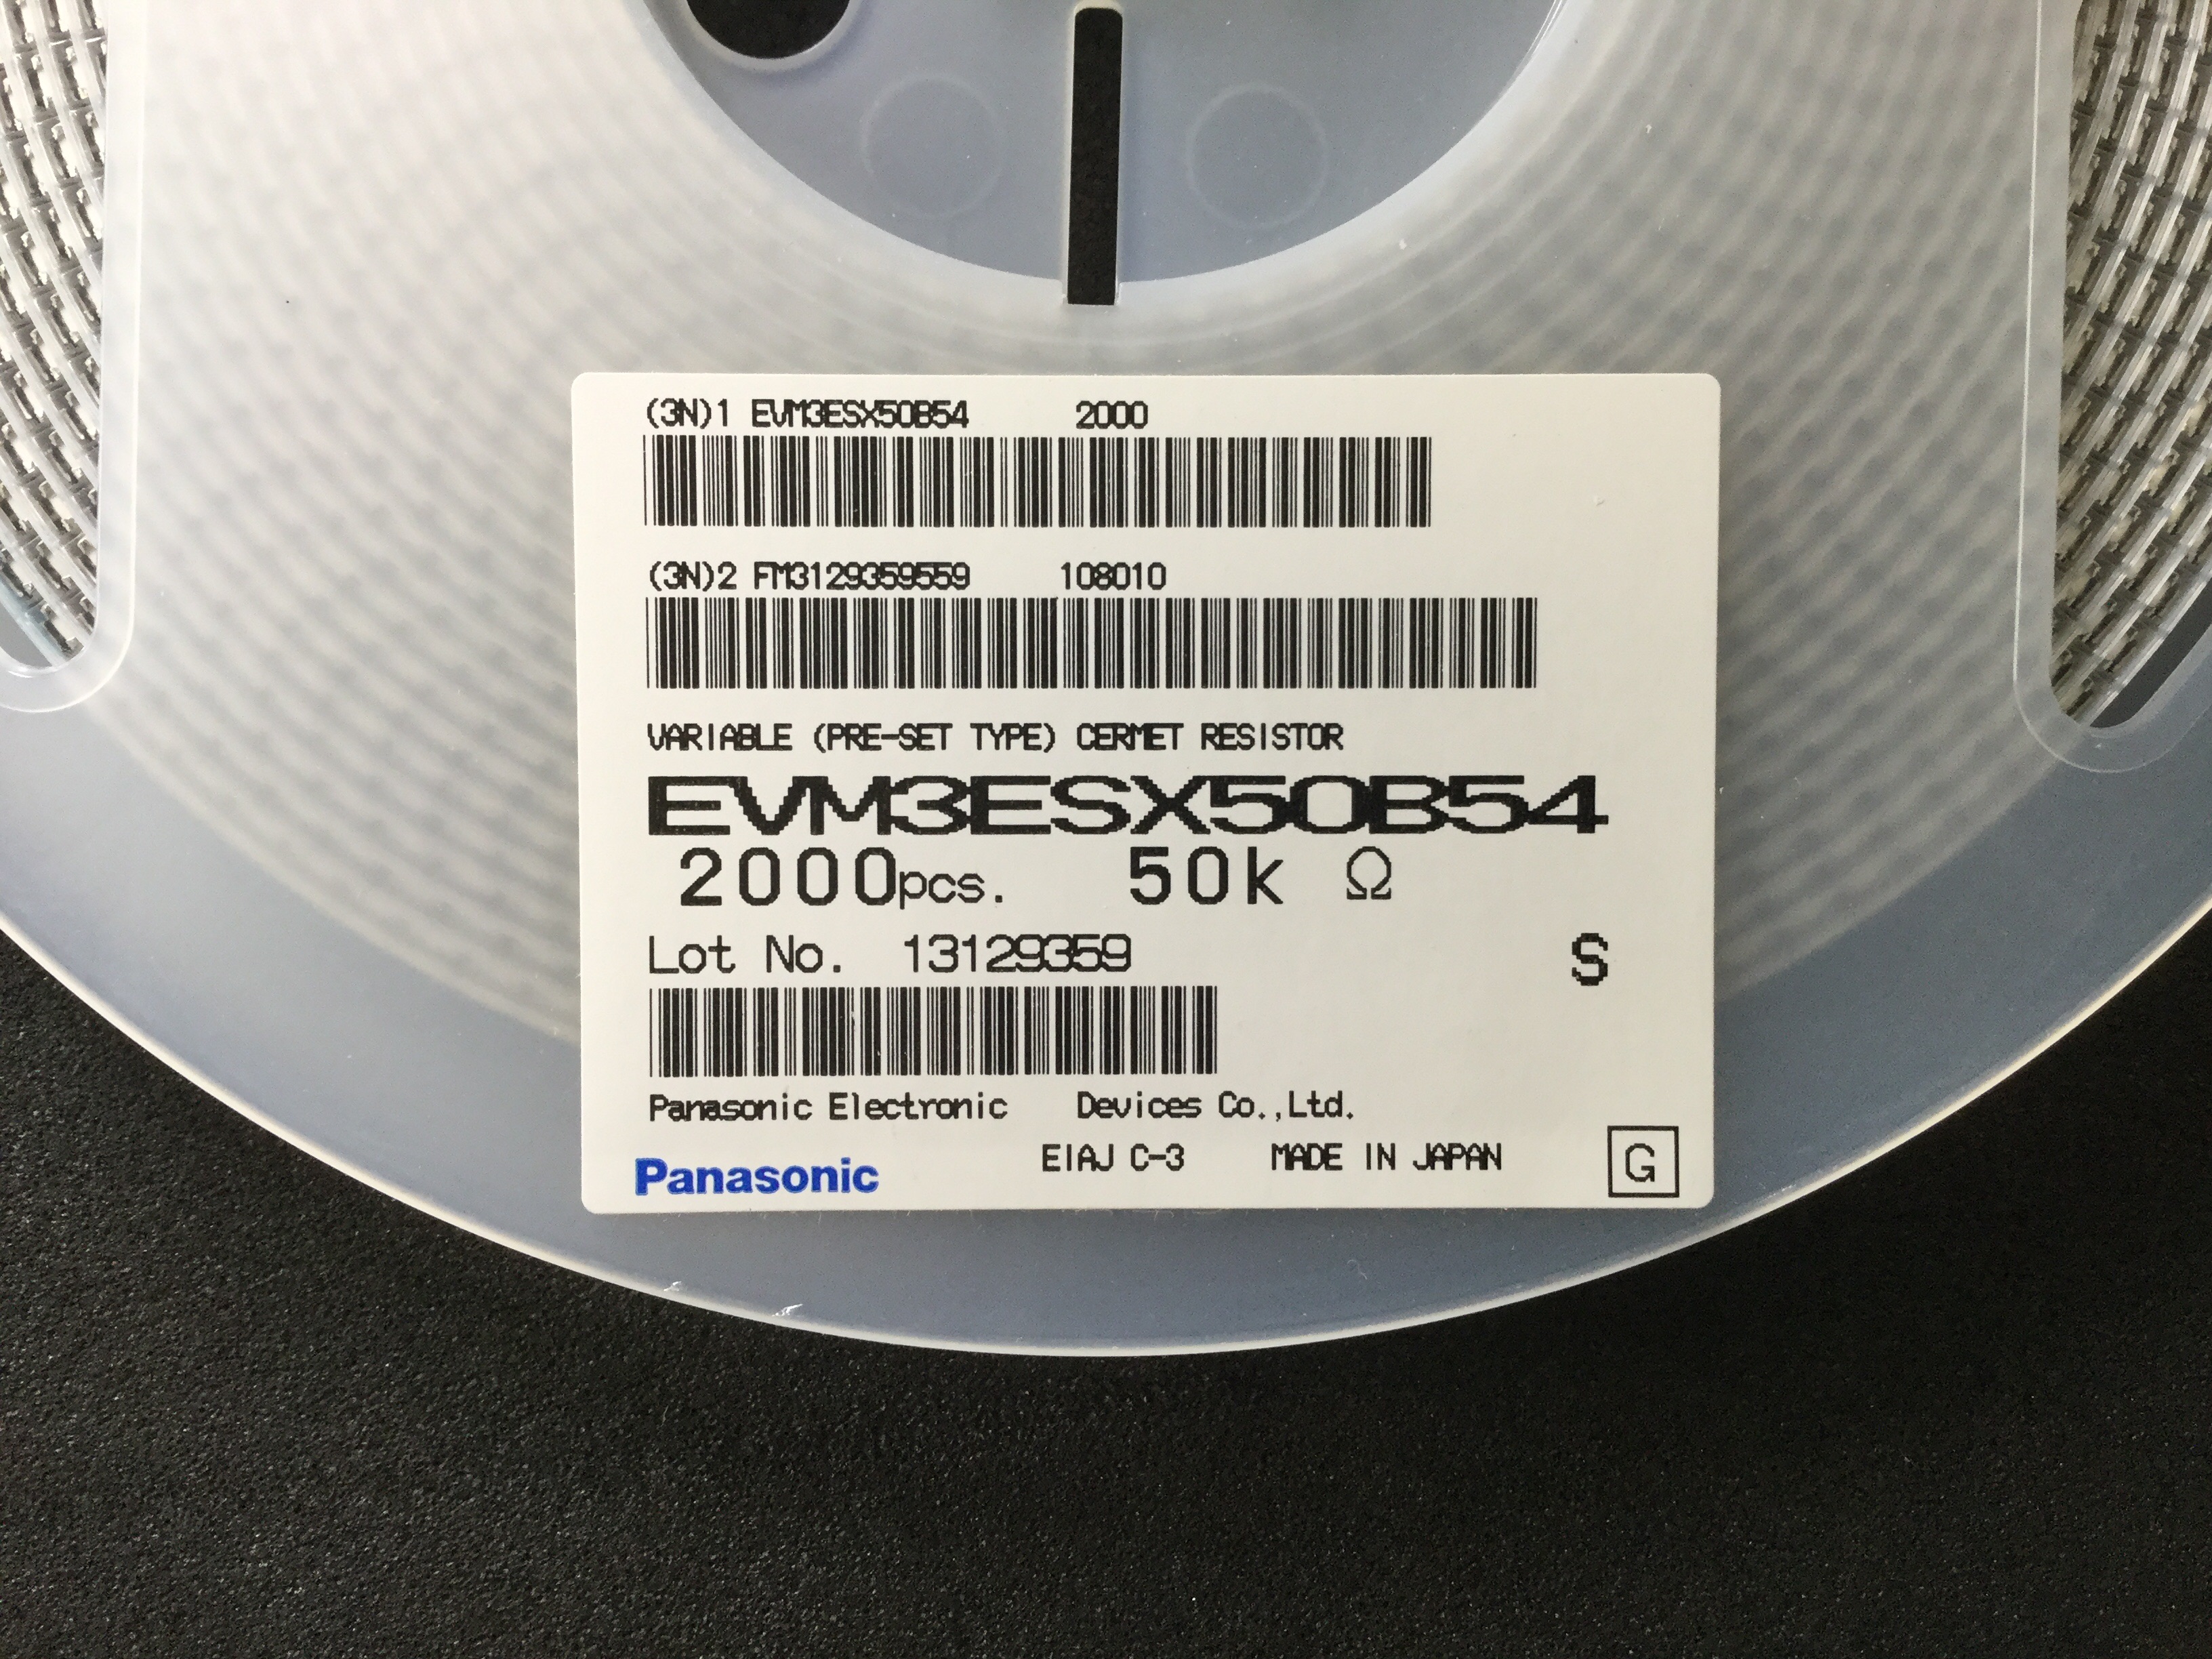 (3N)1 EVM3ESX50B54 2000
(3N)2 FM3129359559 108010
VARIABLE (PRE-SET TYPE) CERMET RESISTOR
EVM3ESX50B54
2000pcs. 50k Ω
Lot No. 13129359
S
Panasonic Electronic Devices Co.,Ltd.
EIAJ C-3 MADE IN JAPAN
Panasonic
G